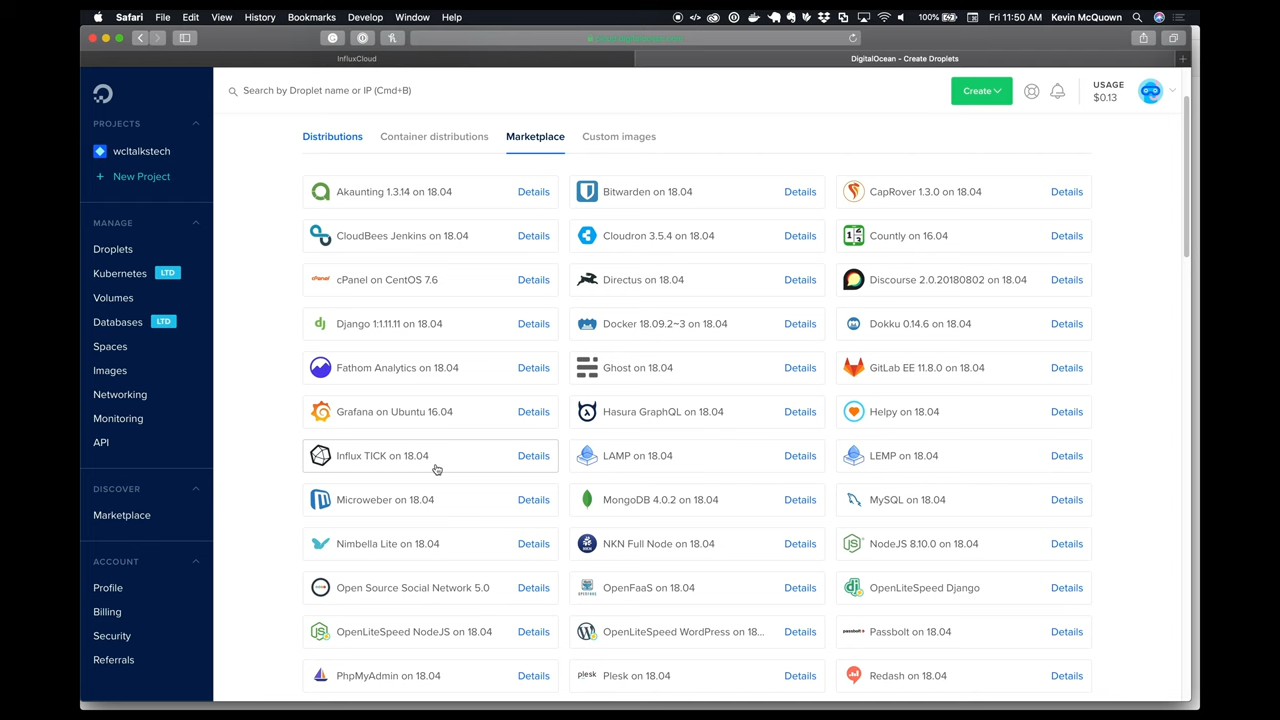 Safari File Edit View History Bookmarks Develop Window Help 100% Fri 11:50 AM Kevin McQuown
InfluxCloud DigitalOcean - Create Droplets
Search by Droplet name or IP (Cmd+B) Create USAGE
$0.13
PROJECTS
wcltalkstech
+ New Project
MANAGE
Droplets
Kubernetes LTD
Volumes
Databases LTD
Spaces
Images
Networking
Monitoring
API
DISCOVER
Marketplace
ACCOUNT
Profile
Billing
Security
Referrals
Distributions Container distributions Marketplace Custom images
Akaunting 1.3.14 on 18.04 Details Bitwarden on 18.04 Details CapRover 1.3.0 on 18.04 Details
CloudBees Jenkins on 18.04 Details Cloudron 3.5.4 on 18.04 Details Countly on 16.04 Details
cPanel on CentOS 7.6 Details Directus on 18.04 Details Discourse 2.0.20180802 on 18.04 Details
Django 1:1.11.11 on 18.04 Details Docker 18.09.2~3 on 18.04 Details Dokku 0.14.6 on 18.04 Details
Fathom Analytics on 18.04 Details Ghost on 18.04 Details GitLab EE 11.8.0 on 18.04 Details
Grafana on Ubuntu 16.04 Details Hasura GraphQL on 18.04 Details Helpy on 18.04 Details
Influx TICK on 18.04 Details LAMP on 18.04 Details LEMP on 18.04 Details
Microweber on 18.04 Details MongoDB 4.0.2 on 18.04 Details MySQL on 18.04 Details
Nimbella Lite on 18.04 Details NKN Full Node on 18.04 Details NodeJS 8.10.0 on 18.04 Details
Open Source Social Network 5.0 Details OpenFaaS on 18.04 Details OpenLiteSpeed Django Details
OpenLiteSpeed NodeJS on 18.04 Details OpenLiteSpeed WordPress on 18... Details passbolt Passbolt on 18.04 Details
PhpMyAdmin on 18.04 Details plesk Plesk on 18.04 Details Redash on 18.04 Details